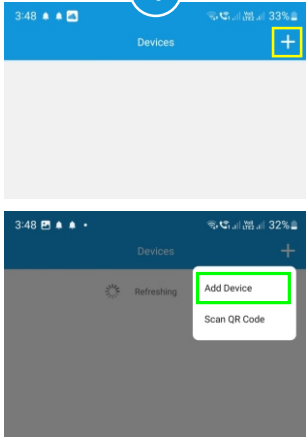 3:48 33%
Devices
3:48 32%
Devices
Refreshing
Add Device
Scan QR Code